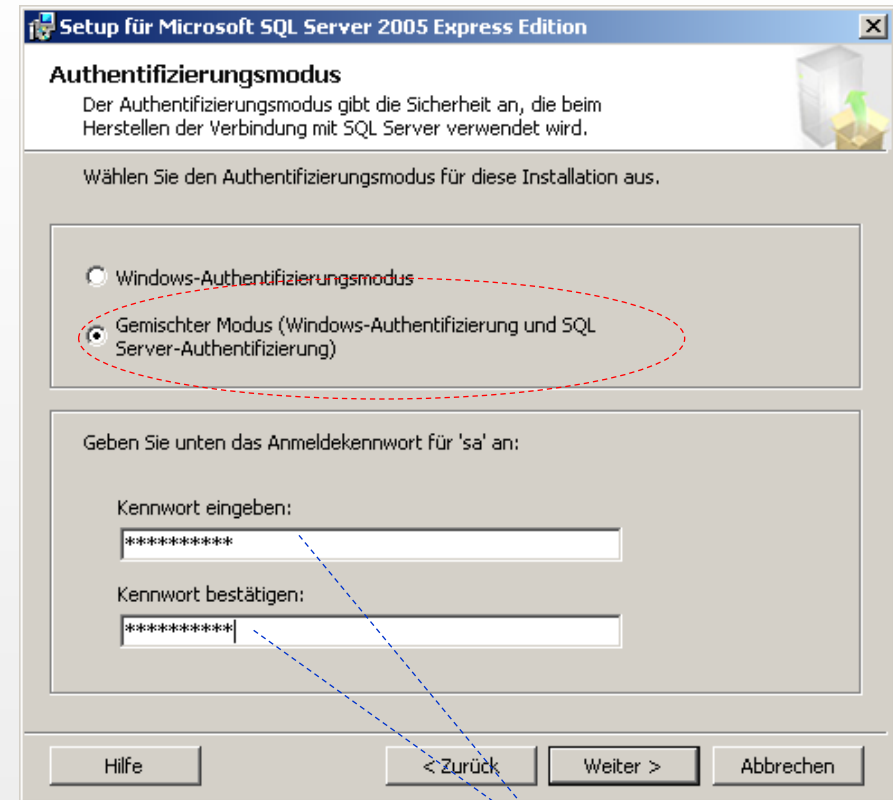 Setup für Microsoft SQL Server 2005 Express Edition
Authentifizierungsmodus
Der Authentifizierungsmodus gibt die Sicherheit an, die beim
Herstellen der Verbindung mit SQL Server verwendet wird.
Wählen Sie den Authentifizierungsmodus für diese Installation aus.
Windows-Authentifizierungsmodus
Gemischter Modus (Windows-Authentifizierung und SQL
Server-Authentifizierung)
Geben Sie unten das Anmeldekennwort für 'sa' an:
Kennwort eingeben:
**********
Kennwort bestätigen:
**********
Hilfe
< Zurück
Weiter >
Abbrechen